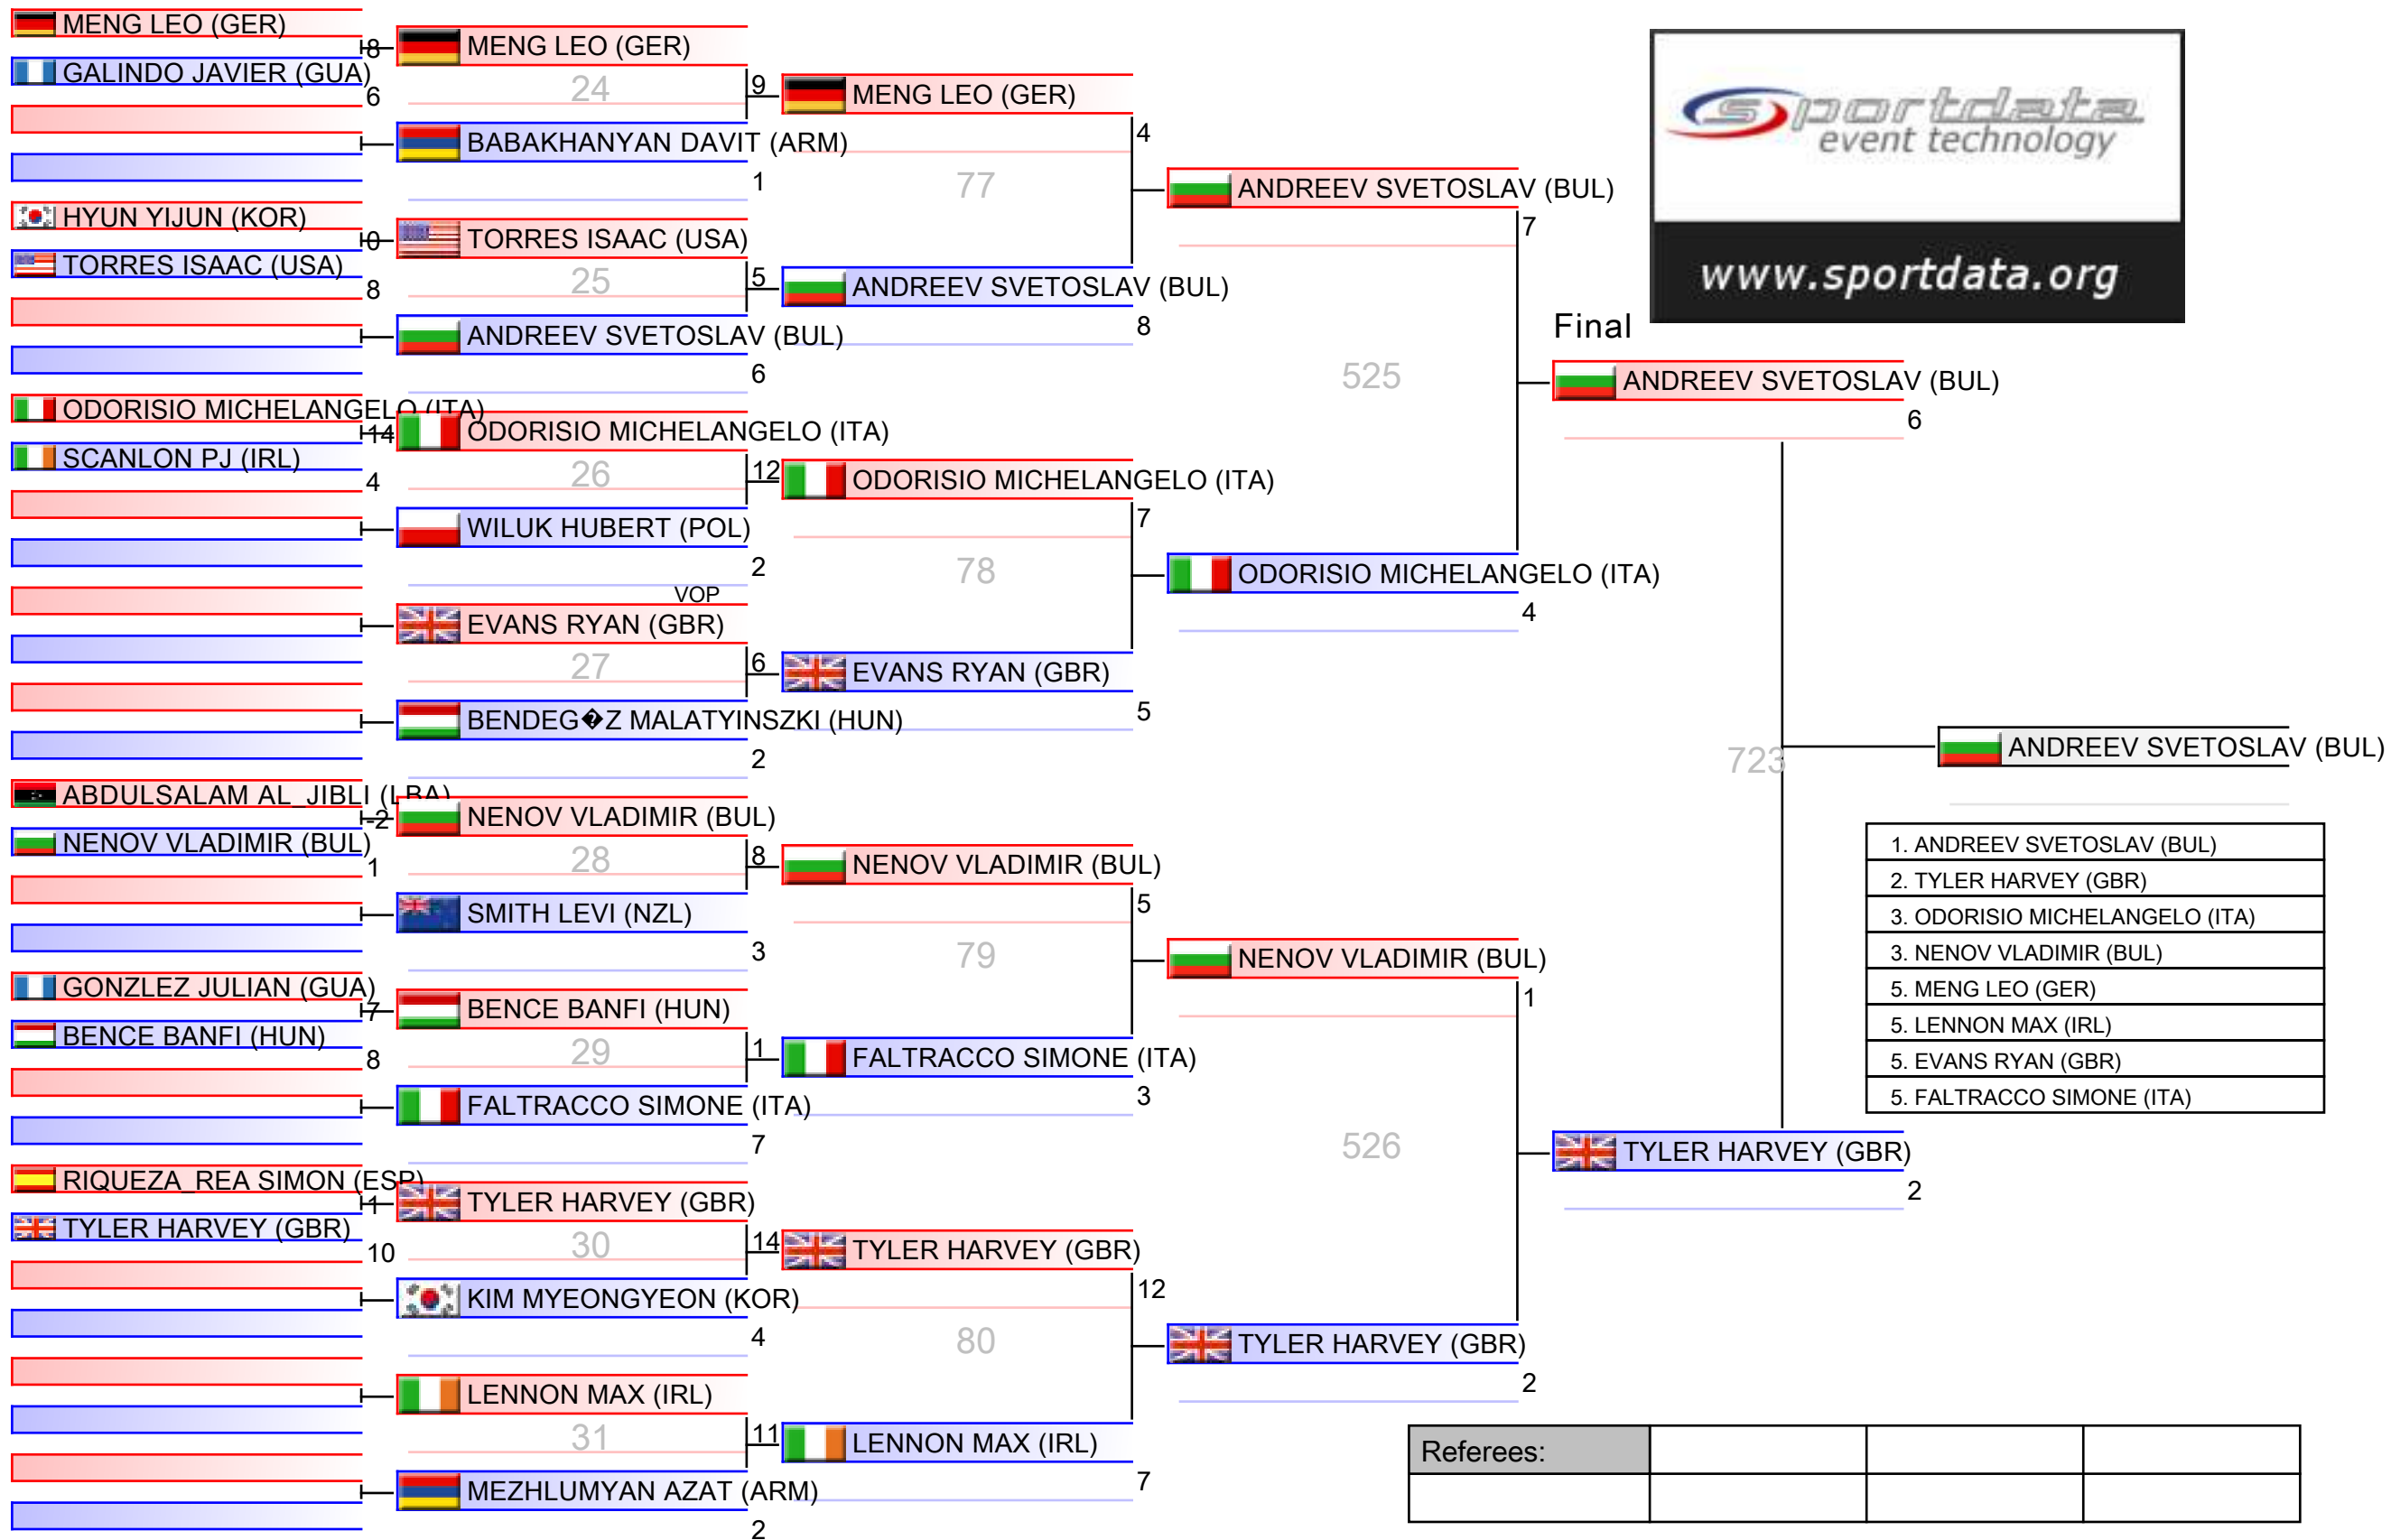 MENG LEO (GER)
8
GALINDO JAVIER (GUA)
6
HYUN YIJUN (KOR)
0
TORRES ISAAC (USA)
8
ODORISIO MICHELANGELO (ITA)
14
SCANLON PJ (IRL)
4
ABDULSALAM AL_JIBLI (LBA)
-2
NENOV VLADIMIR (BUL)
1
GONZLEZ JULIAN (GUA)
7
BENCE BANFI (HUN)
8
RIQUEZA_REA SIMON (ESP)
1
TYLER HARVEY (GBR)
10
MENG LEO (GER)
24
9
BABAKHANYAN DAVIT (ARM)
1
TORRES ISAAC (USA)
25
5
ANDREEV SVETOSLAV (BUL)
6
ODORISIO MICHELANGELO (ITA)
26
12
WILUK HUBERT (POL)
2
VOP
EVANS RYAN (GBR)
27
6
BENDEG�Z MALATYINSZKI (HUN)
2
NENOV VLADIMIR (BUL)
28
8
SMITH LEVI (NZL)
3
BENCE BANFI (HUN)
29
1
FALTRACCO SIMONE (ITA)
7
TYLER HARVEY (GBR)
30
14
KIM MYEONGYEON (KOR)
4
LENNON MAX (IRL)
31
11
MEZHLUMYAN AZAT (ARM)
2
MENG LEO (GER)
4
77
ANDREEV SVETOSLAV (BUL)
8
ODORISIO MICHELANGELO (ITA)
7
78
EVANS RYAN (GBR)
5
NENOV VLADIMIR (BUL)
5
79
FALTRACCO SIMONE (ITA)
3
TYLER HARVEY (GBR)
12
80
LENNON MAX (IRL)
7
ANDREEV SVETOSLAV (BUL)
7
525
ODORISIO MICHELANGELO (ITA)
4
NENOV VLADIMIR (BUL)
1
526
TYLER HARVEY (GBR)
2
sportdata
event technology
www.sportdata.org
Final
ANDREEV SVETOSLAV (BUL)
6
723
TYLER HARVEY (GBR)
2
ANDREEV SVETOSLAV (BUL)
1. ANDREEV SVETOSLAV (BUL)
2. TYLER HARVEY (GBR)
3. ODORISIO MICHELANGELO (ITA)
3. NENOV VLADIMIR (BUL)
5. MENG LEO (GER)
5. LENNON MAX (IRL)
5. EVANS RYAN (GBR)
5. FALTRACCO SIMONE (ITA)
Referees: